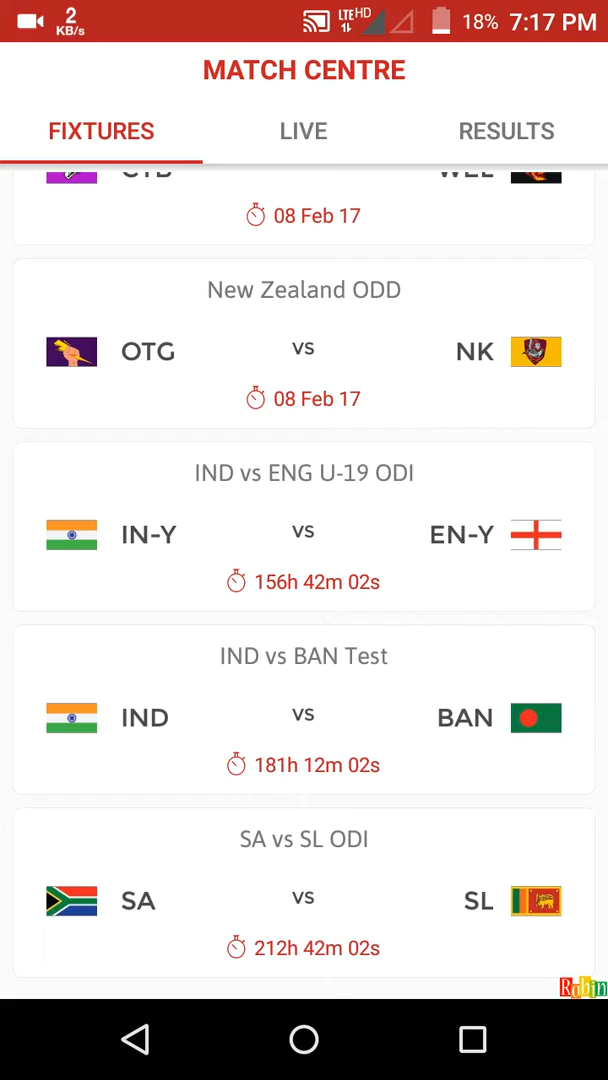 2
KB/s
LTE HD
18%
7:17 PM
MATCH CENTRE
FIXTURES
LIVE
RESULTS
08 Feb 17
New Zealand ODD
OTG vs NK
08 Feb 17
IND vs ENG U-19 ODI
IN-Y vs EN-Y
156h 42m 02s
IND vs BAN Test
IND vs BAN
181h 12m 02s
SA vs SL ODI
SA vs SL
212h 42m 02s
Robin